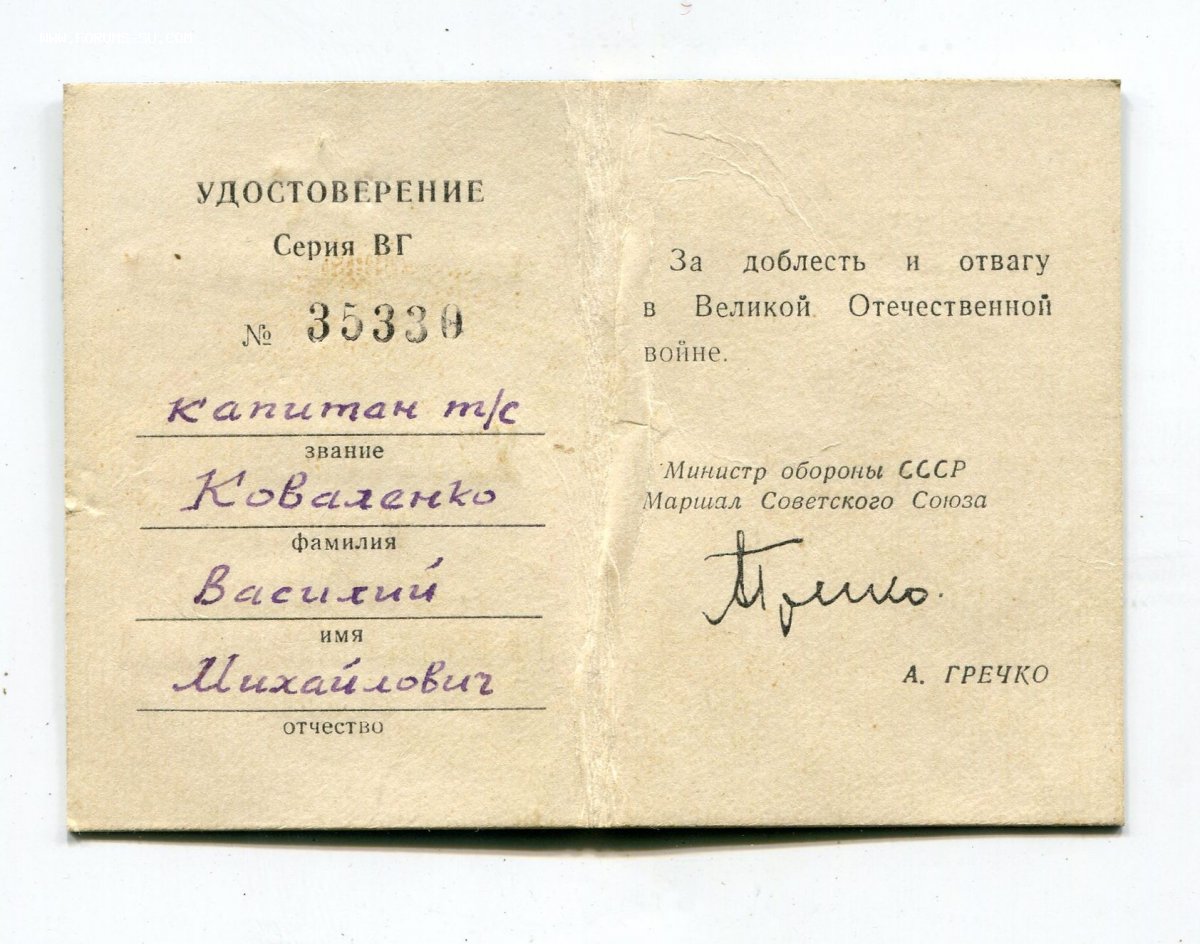 УДОСТОВЕРЕНИЕ
Серия ВГ
№ 35330
капитан т/с
звание
Коваленко
фамилия
Василий
имя
Михайлович
отчество
За доблесть и отвагу
в Великой Отечественной
войне.
Министр обороны СССР
Маршал Советского Союза
Гречко
А. ГРЕЧКО